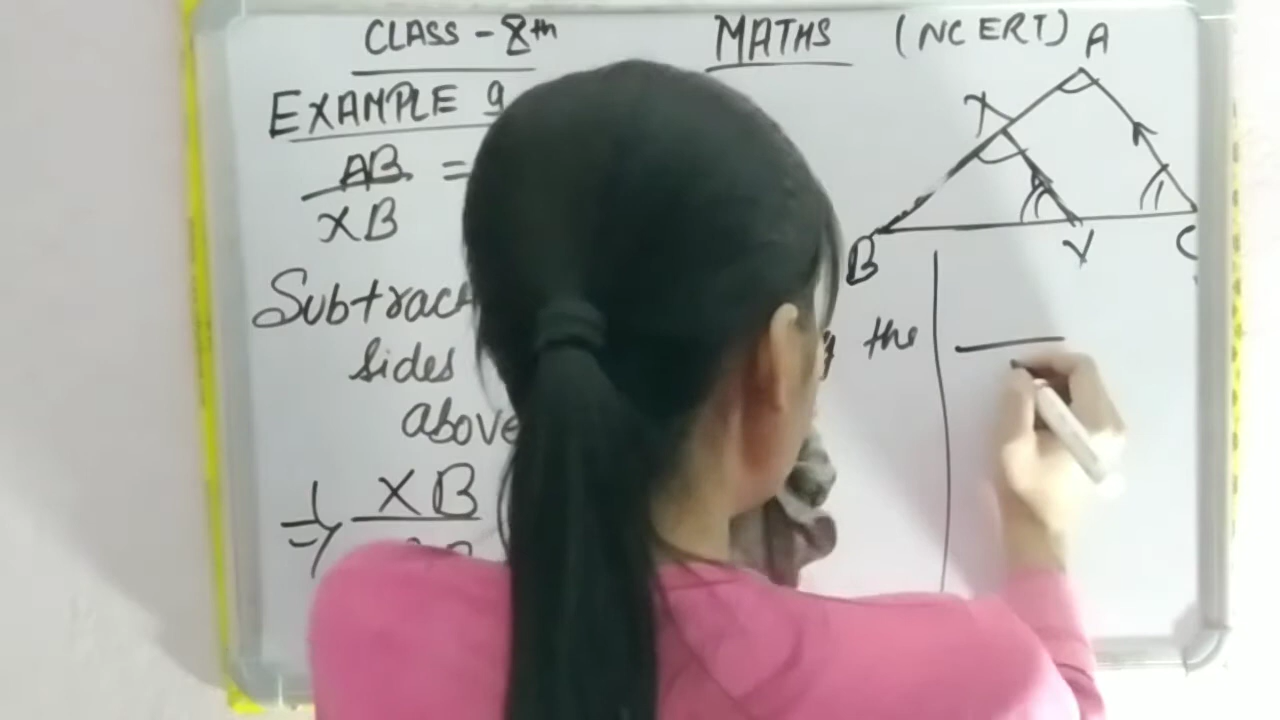 CLASS - 8th MATHS (NCERT)
EXAMPLE 9
AB
XB
=
Subtract
sides
above
the
XB
A
X
B
Y
C